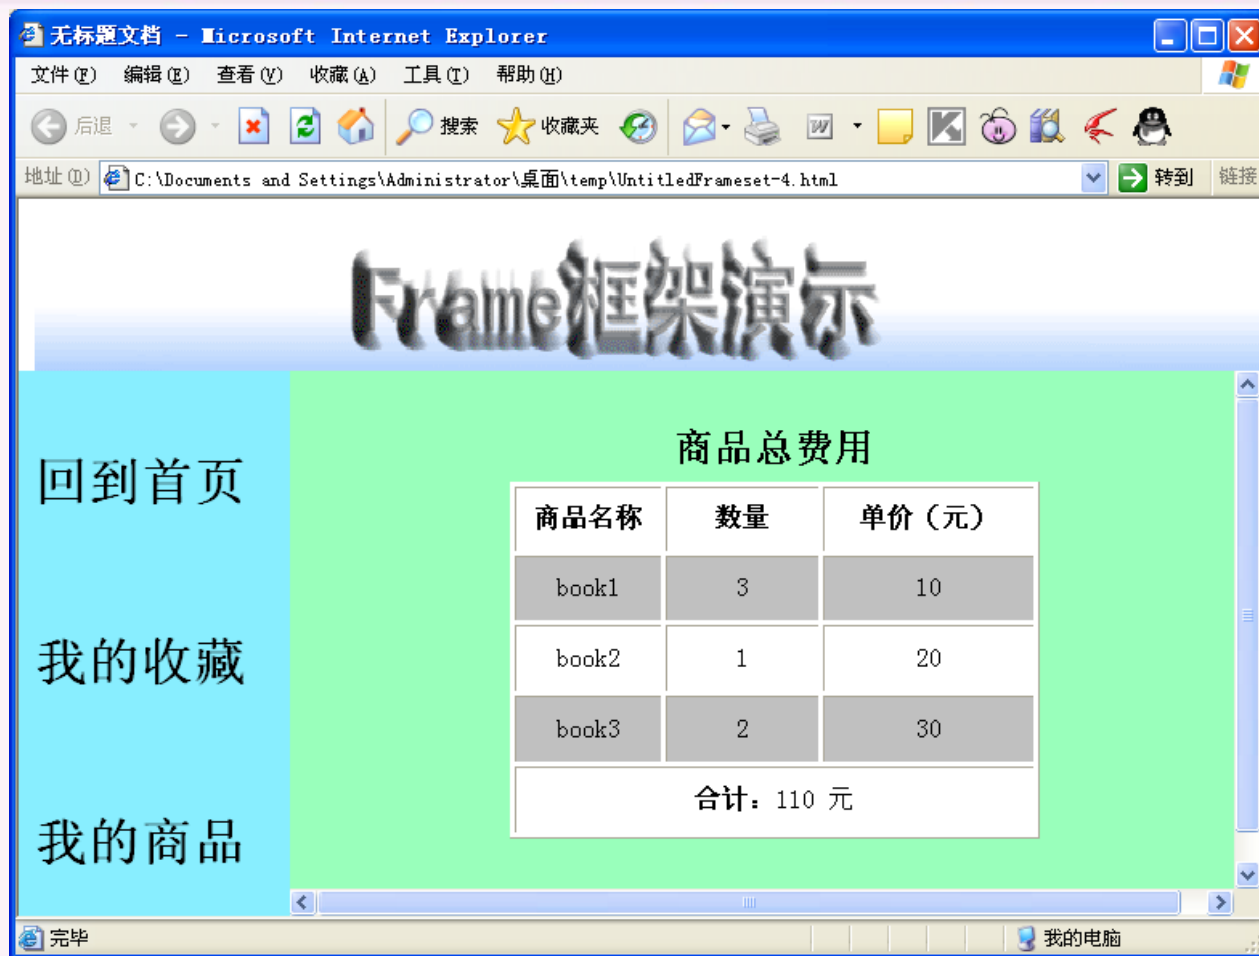 无标题文档 - Microsoft Internet Explorer
文件(F) 编辑(E) 查看(V) 收藏(A) 工具(T) 帮助(H)
后退 搜索 收藏夹
地址(D) C:\Documents and Settings\Administrator\桌面\temp\UntitledFrameset-4.html 转到 链接
Frame框架演示
回到首页
我的收藏
我的商品
商品总费用
商品名称 数量 单价（元）
book1 3 10
book2 1 20
book3 2 30
合计：110 元
完毕 我的电脑